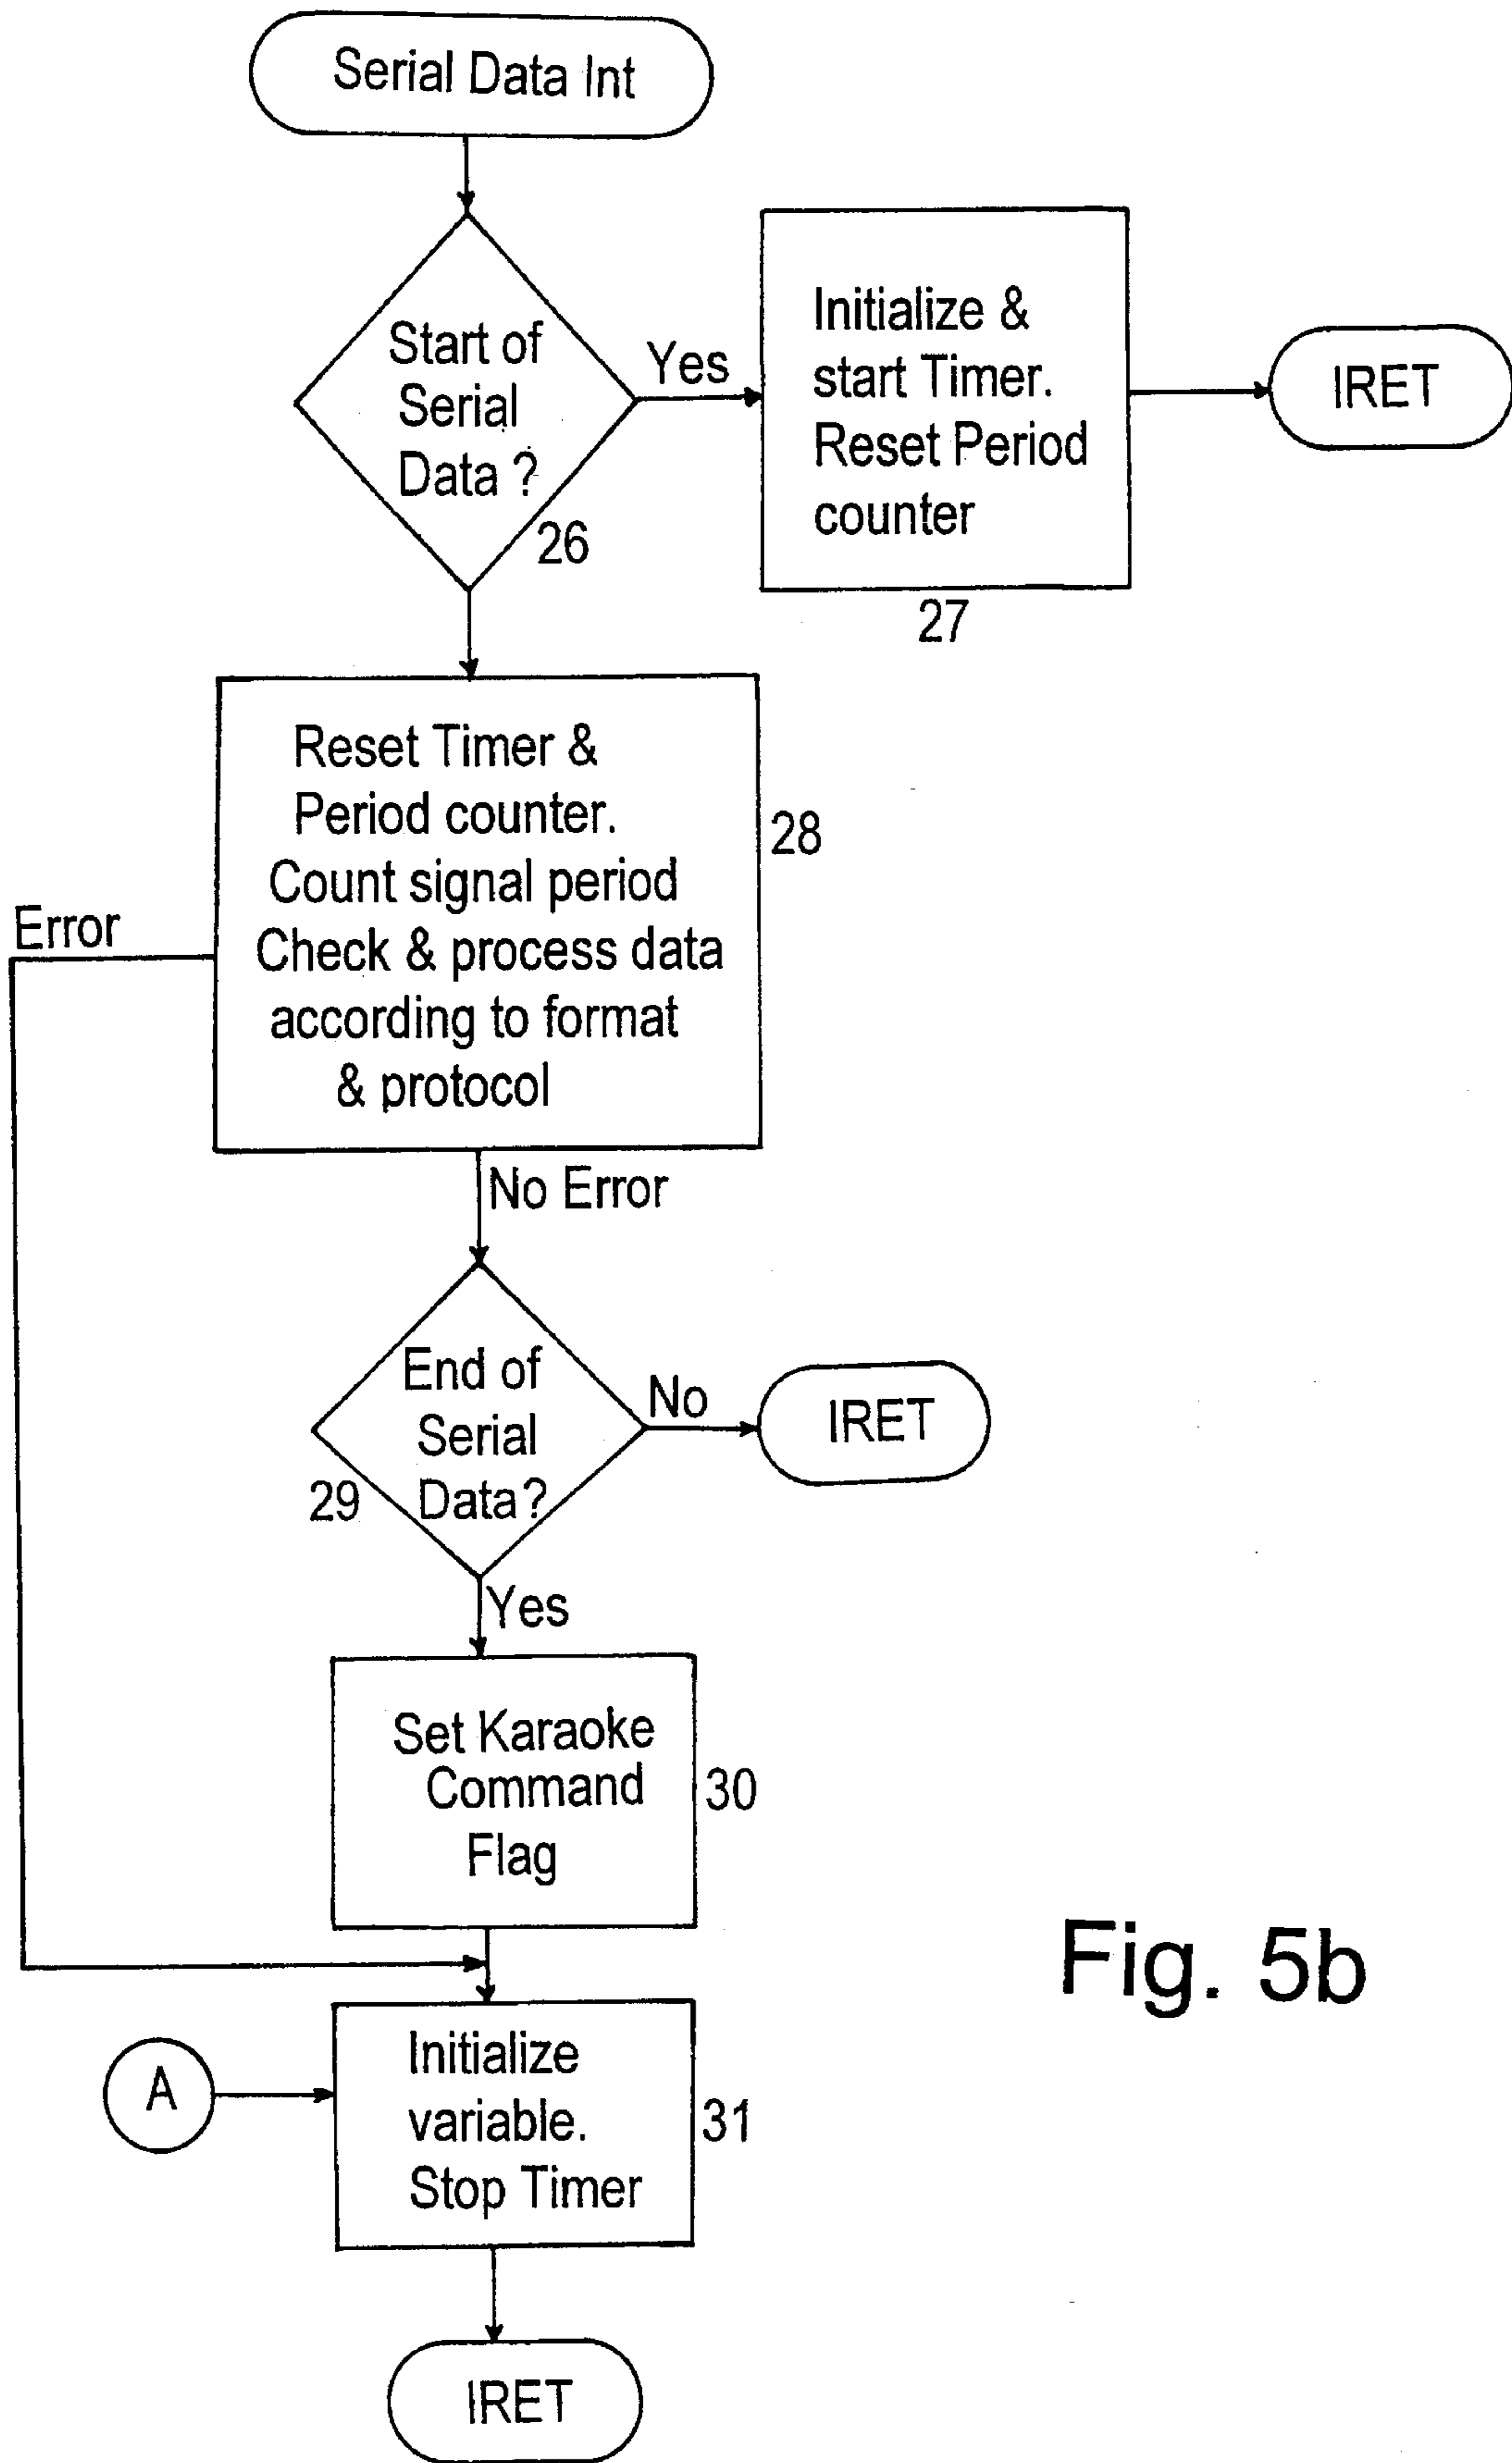 Serial Data Int
Start of
Serial
Data ?
26
Yes
Initialize &
start Timer.
Reset Period
counter
27
IRET
Reset Timer &
Period counter.
Count signal period
Check & process data
according to format
& protocol
28
Error
No Error
End of
Serial
Data?
29
No
IRET
Yes
Set Karaoke
Command
Flag
30
A
Initialize
variable.
Stop Timer
31
IRET
Fig. 5b